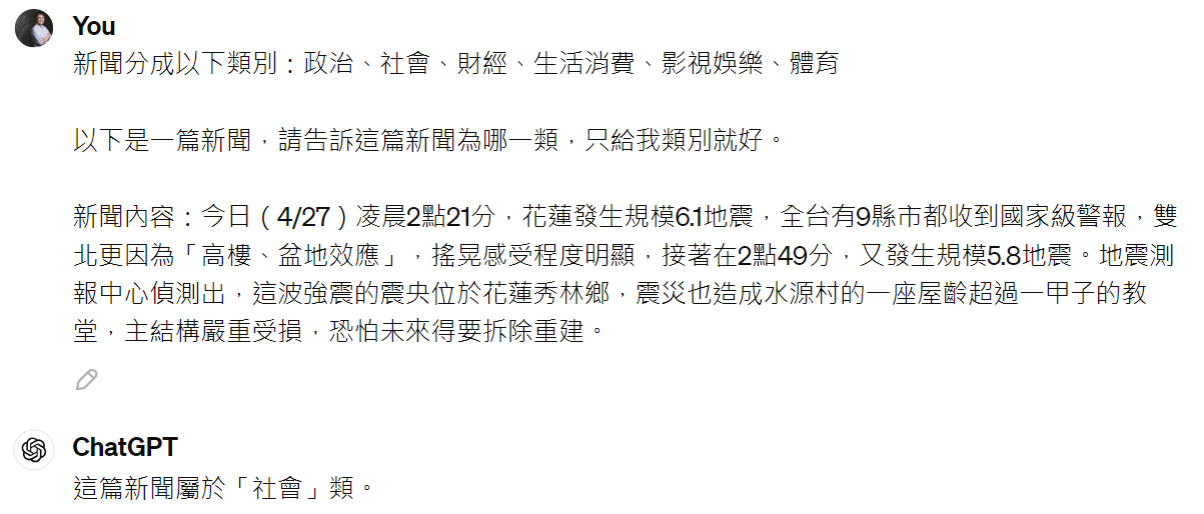 You
新聞分成以下類別：政治、社會、財經、生活消費、影視娛樂、體育
以下是一篇新聞，請告訴這篇新聞為哪一類，只給我類別就好。
新聞內容：今日（4/27）凌晨2點21分，花蓮發生規模6.1地震，全台有9縣市都收到國家級警報，雙
北更因為「高樓、盆地效應」，搖晃感受程度明顯，接著在2點49分，又發生規模5.8地震。地震測
報中心偵測出，這波強震的震央位於花蓮秀林鄉，震災也造成水源村的一座屋齡超過一甲子的教
堂，主結構嚴重受損，恐怕未來得要拆除重建。
ChatGPT
這篇新聞屬於「社會」類。